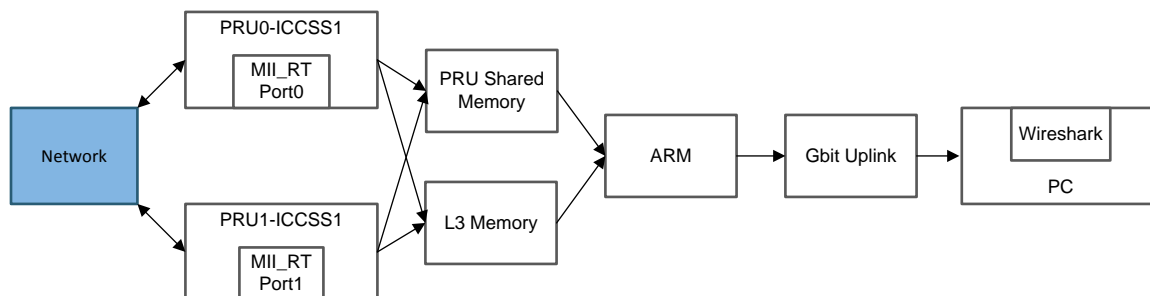 Network
PRU0-ICCSS1
MII_RT
Port0
PRU1-ICCSS1
MII_RT
Port1
PRU Shared
Memory
L3 Memory
ARM
Gbit Uplink
Wireshark
PC